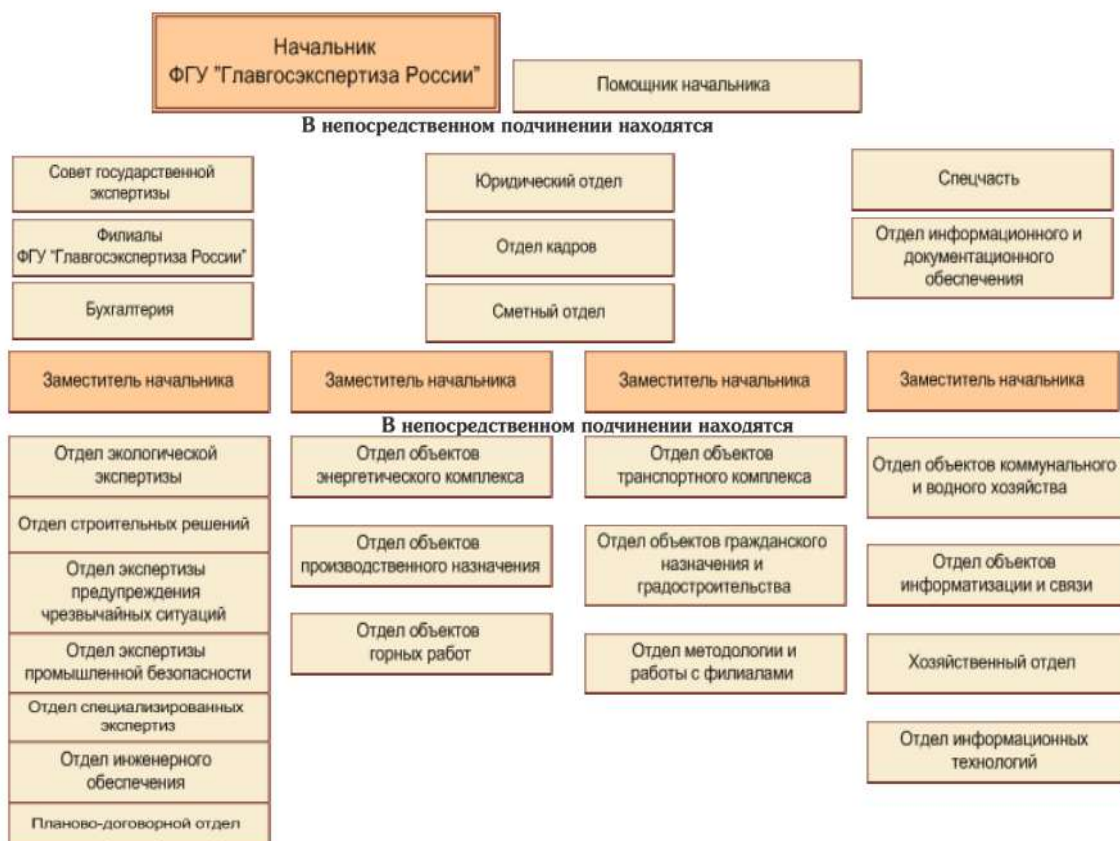 Начальник
ФГУ "Главгосэкспертиза России"
Помощник начальника
В непосредственном подчинении находятся
Совет государственной
экспертизы
Филиалы
ФГУ "Главгосэкспертиза России"
Бухгалтерия
Юридический отдел
Отдел кадров
Сметный отдел
Спецчасть
Отдел информационного и
документационного
обеспечения
Заместитель начальника
Заместитель начальника
Заместитель начальника
Заместитель начальника
В непосредственном подчинении находятся
Отдел экологической
экспертизы
Отдел строительных решений
Отдел экспертизы
предупреждения
чрезвычайных ситуаций
Отдел экспертизы
промышленной безопасности
Отдел специализированных
экспертиз
Отдел инженерного
обеспечения
Планово-договорной отдел
Отдел объектов
энергетического комплекса
Отдел объектов
производственного назначения
Отдел объектов
горных работ
Отдел объектов
транспортного комплекса
Отдел объектов гражданского
назначения и
градостроительства
Отдел методологии и
работы с филиалами
Отдел объектов коммунального
и водного хозяйства
Отдел объектов
информатизации и связи
Хозяйственный отдел
Отдел информационных
технологий